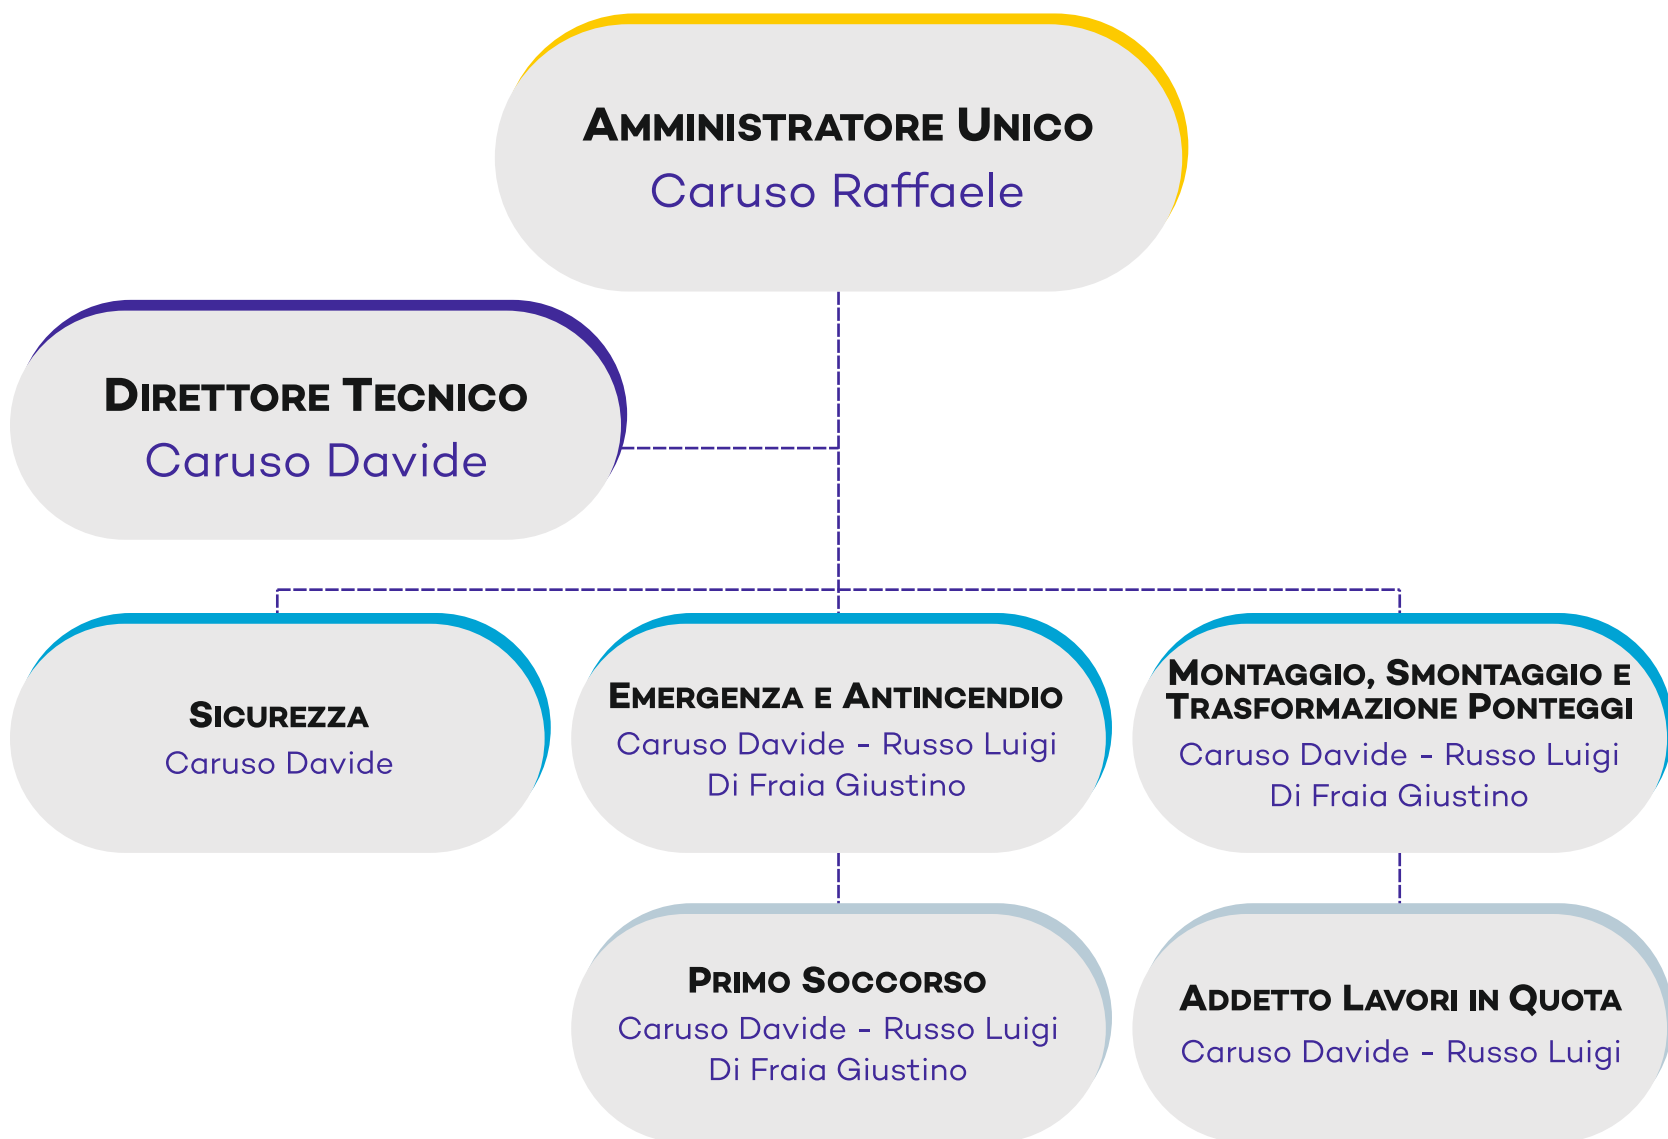 Amministratore Unico
Caruso Raffaele
Direttore Tecnico
Caruso Davide
Sicurezza
Caruso Davide
Emergenza e Antincendio
Caruso Davide - Russo Luigi
Di Fraia Giustino
Montaggio, Smontaggio e
Trasformazione Ponteggi
Caruso Davide - Russo Luigi
Di Fraia Giustino
Primo Soccorso
Caruso Davide - Russo Luigi
Di Fraia Giustino
Addetto Lavori in Quota
Caruso Davide - Russo Luigi